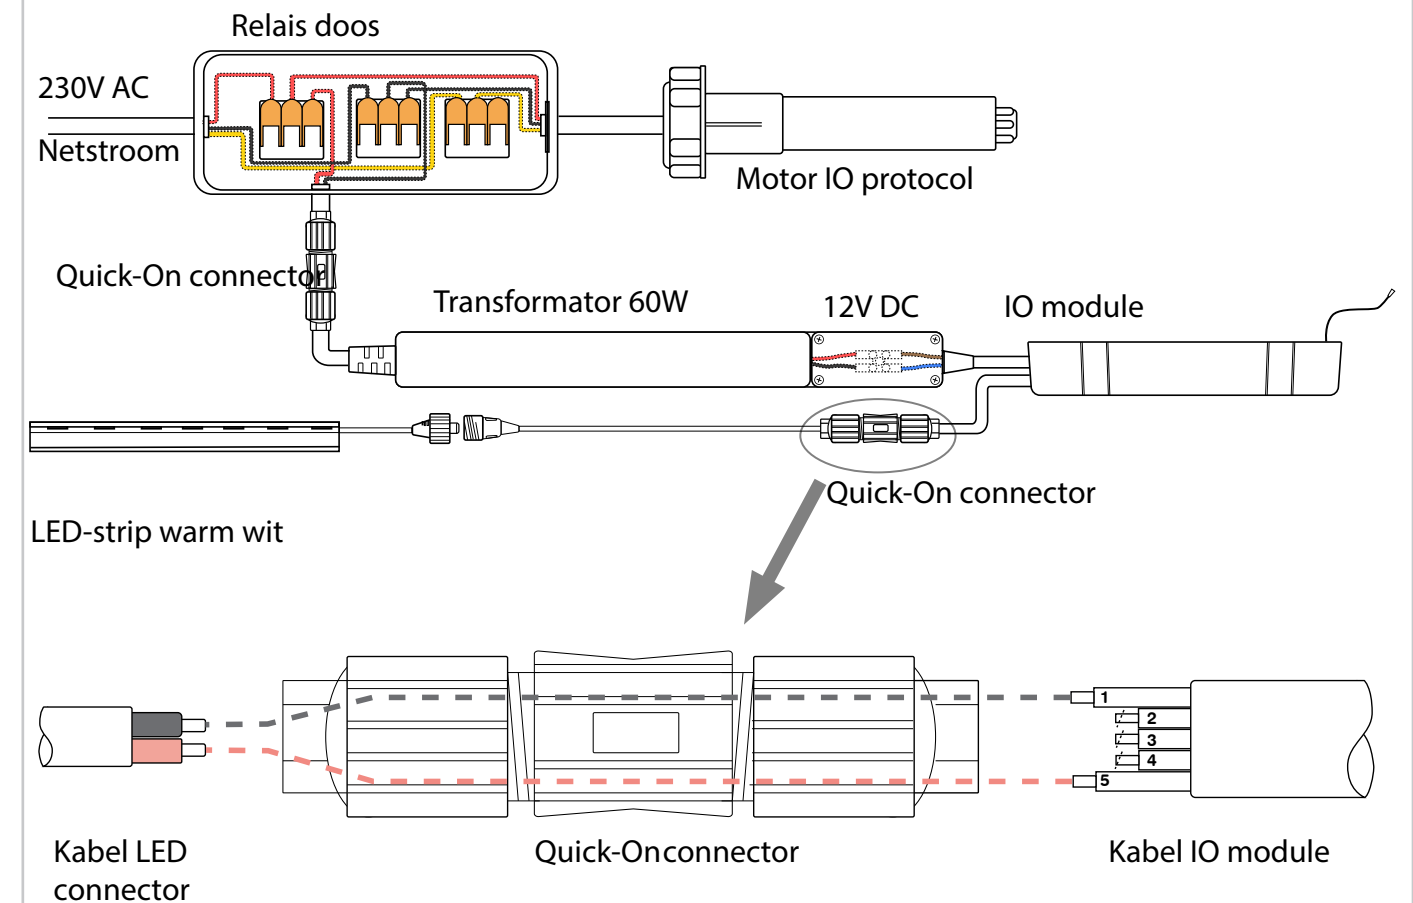 Relais doos
230V AC
Netstroom
Motor IO protocol
Quick-On connector
Transformator 60W
12V DC
IO module
Quick-On connector
LED-strip warm wit
1
2
3
4
5
Kabel LED
connector
Quick-Onconnector
Kabel IO module